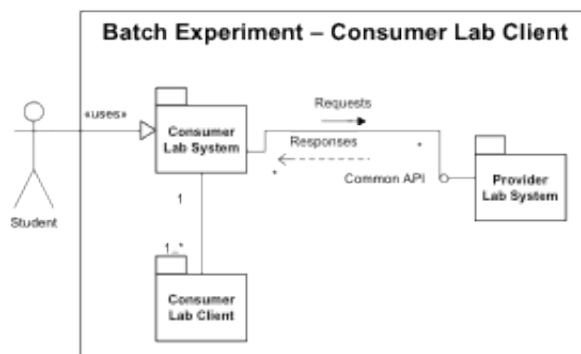 Batch Experiment – Consumer Lab Client
«uses»
Requests
Consumer
Lab System
Responses
*
*
Common API
Provider
Lab System
1
Student
1..*
Consumer
Lab Client